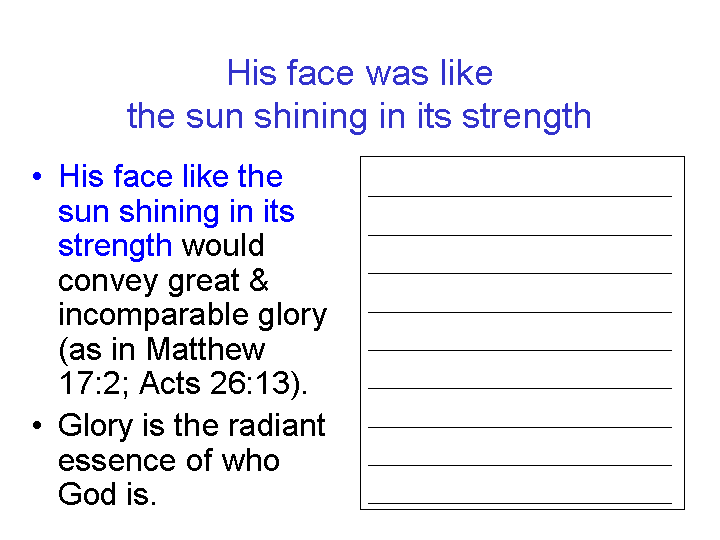 His face was like
the sun shining in its strength
• His face like the
sun shining in its
strength would
convey great &
incomparable glory
(as in Matthew
17:2; Acts 26:13).
• Glory is the radiant
essence of who
God is.